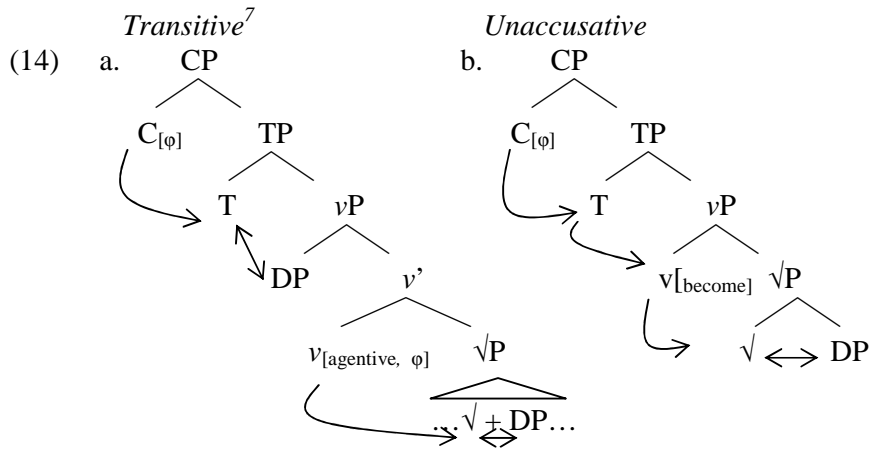 Transitive⁷ Unaccusative
(14) a. CP b. CP
C[φ] TP C[φ] TP
T vP T vP
DP v’ v[become] √P
v[agentive, φ] √P √ DP
…√ + DP…